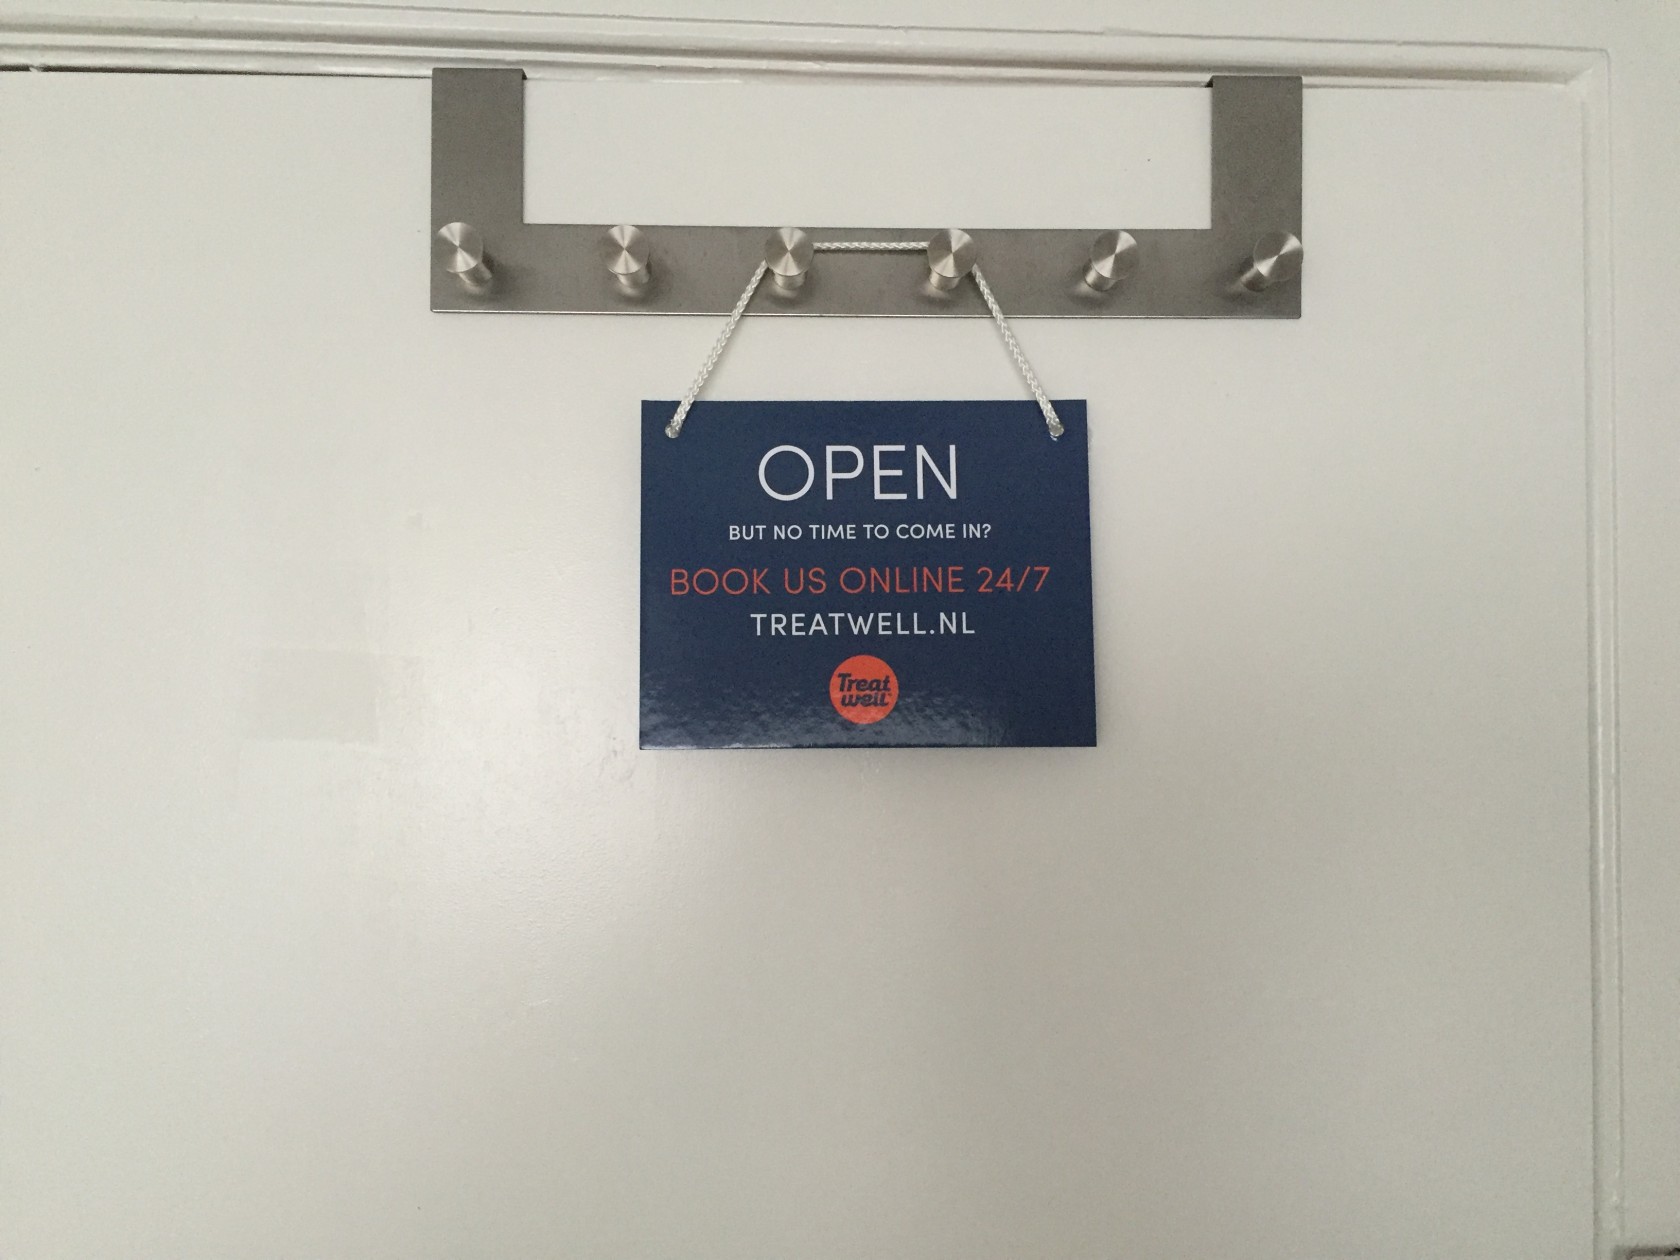 OPEN
BUT NO TIME TO COME IN?
BOOK US ONLINE 24/7
TREATWELL.NL
Treat
well